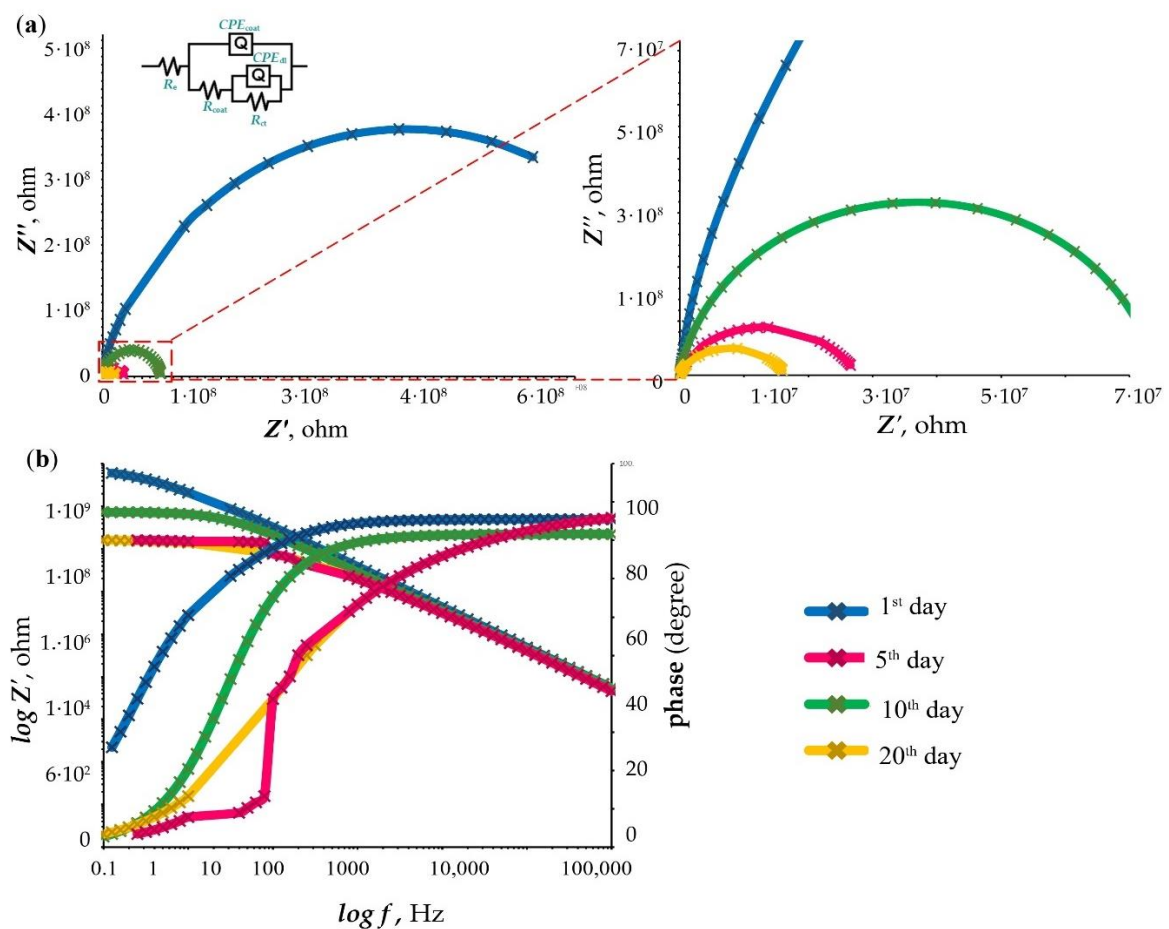 (a)
5·10⁸
4·10⁸
3·10⁸
2·10⁸
1·10⁸
0
Z'', ohm
CPEcoat
Q
CPEdl
Q
Re
Rcoat
Rct
0
1·10⁸
3·10⁸
4·10⁸
6·10⁸
+08
Z', ohm
7·10⁷
5·10⁸
3·10⁸
1·10⁸
0
Z'', ohm
0
1·10⁷
3·10⁷
5·10⁷
7·10⁷
Z', ohm
(b)
1·10⁹
1·10⁸
1.·10⁶
1·10⁴
6·10²
0
log Z', ohm
100.
100
80
60
40
20
0
phase (degree)
0.1 1 10 100 1000 10,000 100,000
log f, Hz
1st day
5th day
10th day
20th day